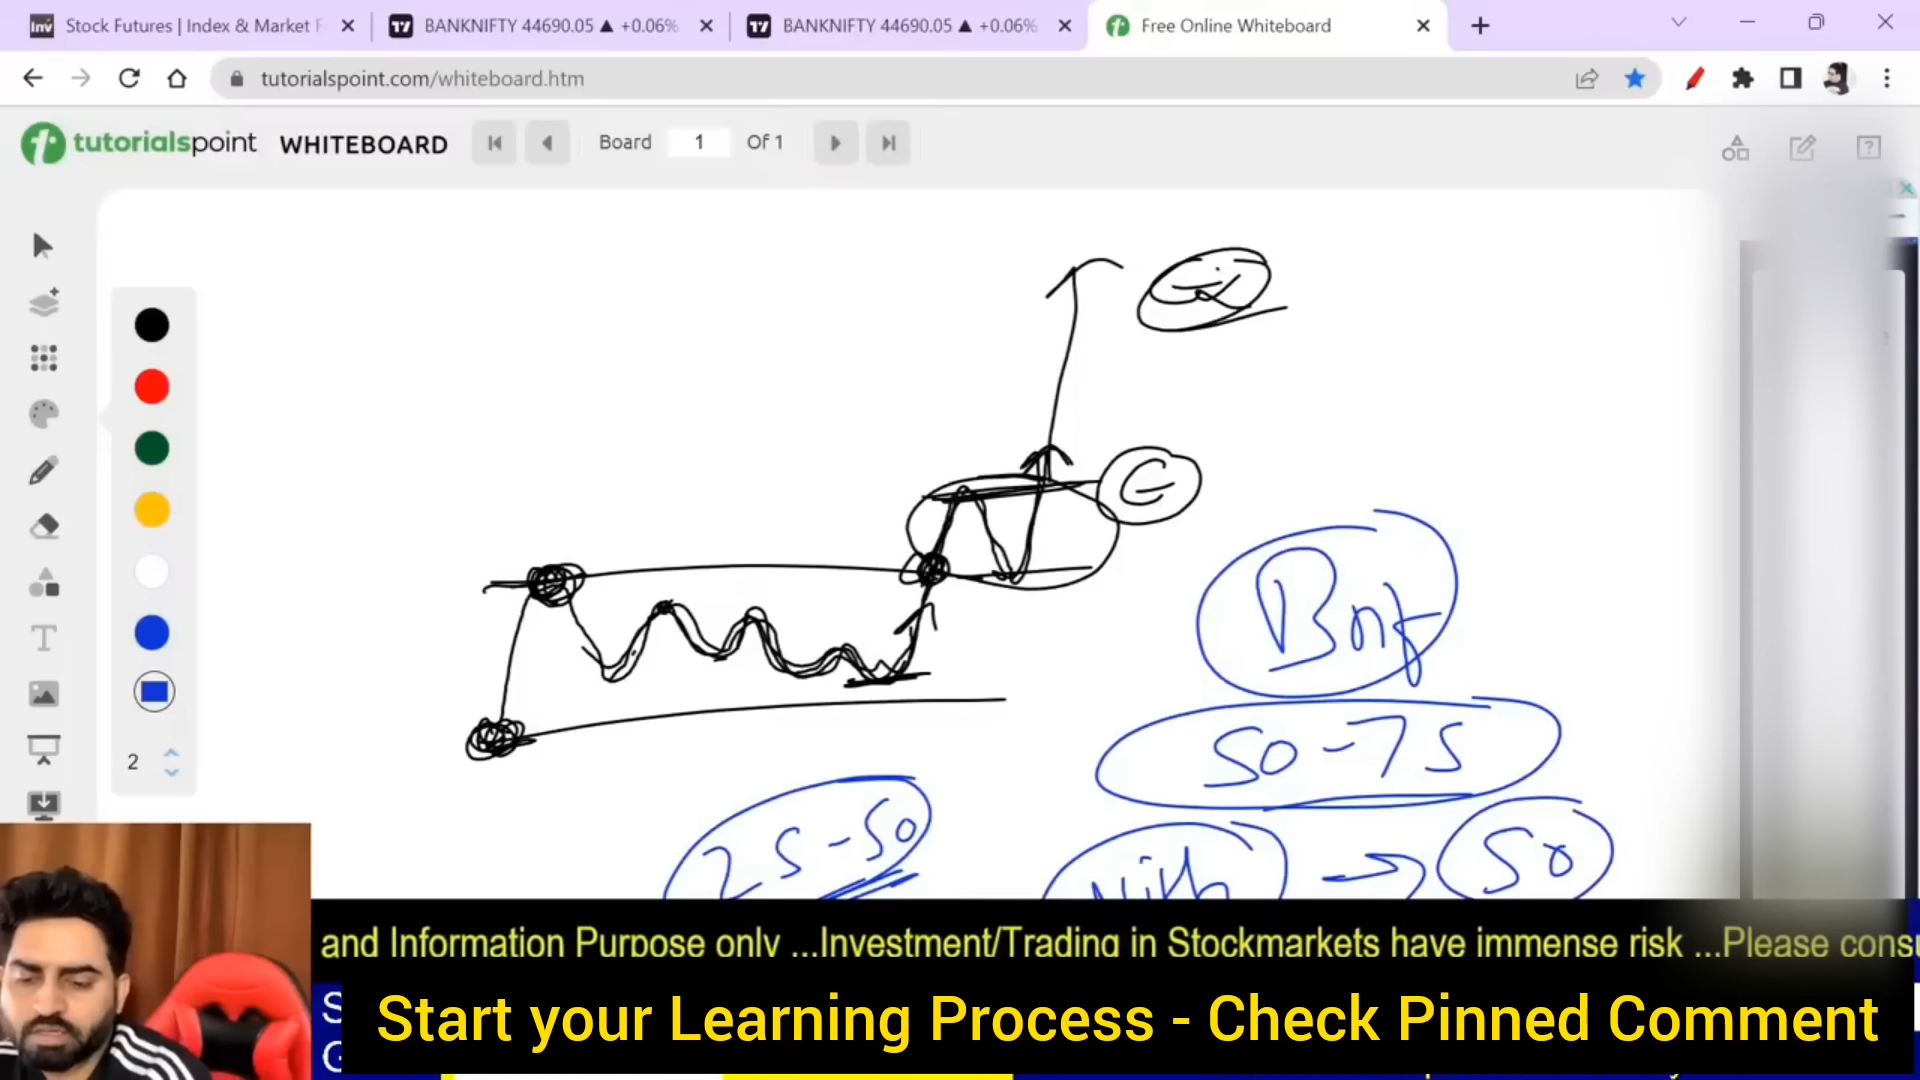 Stock Futures | Index & Market F
BANKNIFTY 44690.05 ▲ +0.06%
BANKNIFTY 44690.05 ▲ +0.06%
Free Online Whiteboard
tutorialspoint.com/whiteboard.htm
tutorialspoint WHITEBOARD Board 1 Of 1
Bnf
50-75
25-50
50
2
and Information Purpose only ...Investment/Trading in Stockmarkets have immense risk ...Please cons
Start your Learning Process - Check Pinned Comment